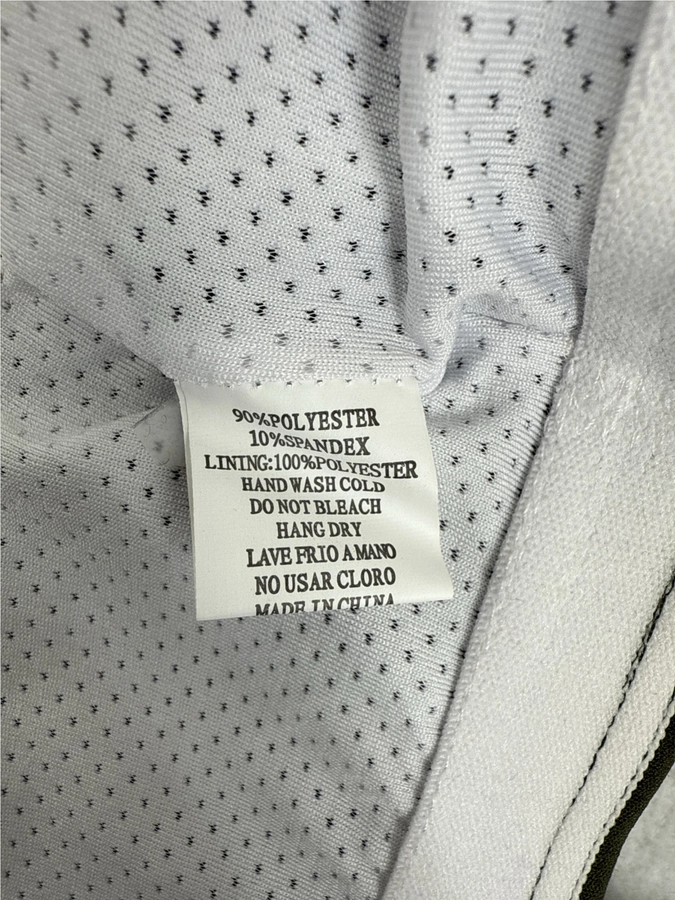 90%POLYESTER
10%SPANDEX
LINING:100%POLYESTER
HAND WASH COLD
DO NOT BLEACH
HANG DRY
LAVE FRIO A MANO
NO USAR CLORO
MADE IN CHINA